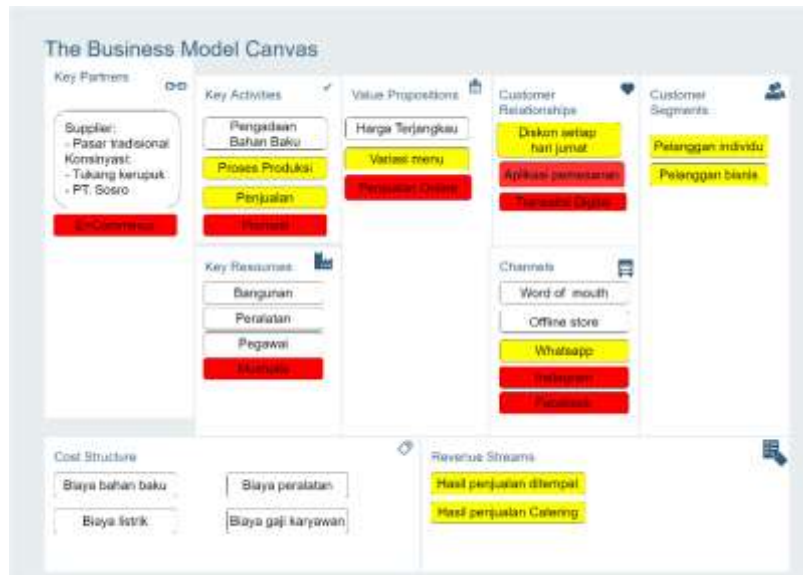 The Business Model Canvas
Key Partners
Supplier:
- Pasar tradisional
Konsinyasi:
- Tukang kerupuk
- PT. Sosro
E-Commerce
Key Activities
Pengadaan
Bahan Baku
Proses Produksi
Penjualan
Promosi
Key Resources
Bangunan
Peralatan
Pegawai
Value Propositions
Harga Terjangkau
Variasi menu
Penjualan Online
Customer
Relationships
Diskon setiap
hari jumat
Aplikasi pemesanan
Transaksi Digital
Channels
Word of mouth
Offline store
Whatsapp
Instagram
Facebook
Customer
Segments
Pelanggan individu
Pelanggan bisnis
Cost Structure
Biaya bahan baku
Biaya peralatan
Biaya listrik
Biaya gaji karyawan
Revenue Streams
Hasil penjualan ditempat
Hasil penjualan Catering